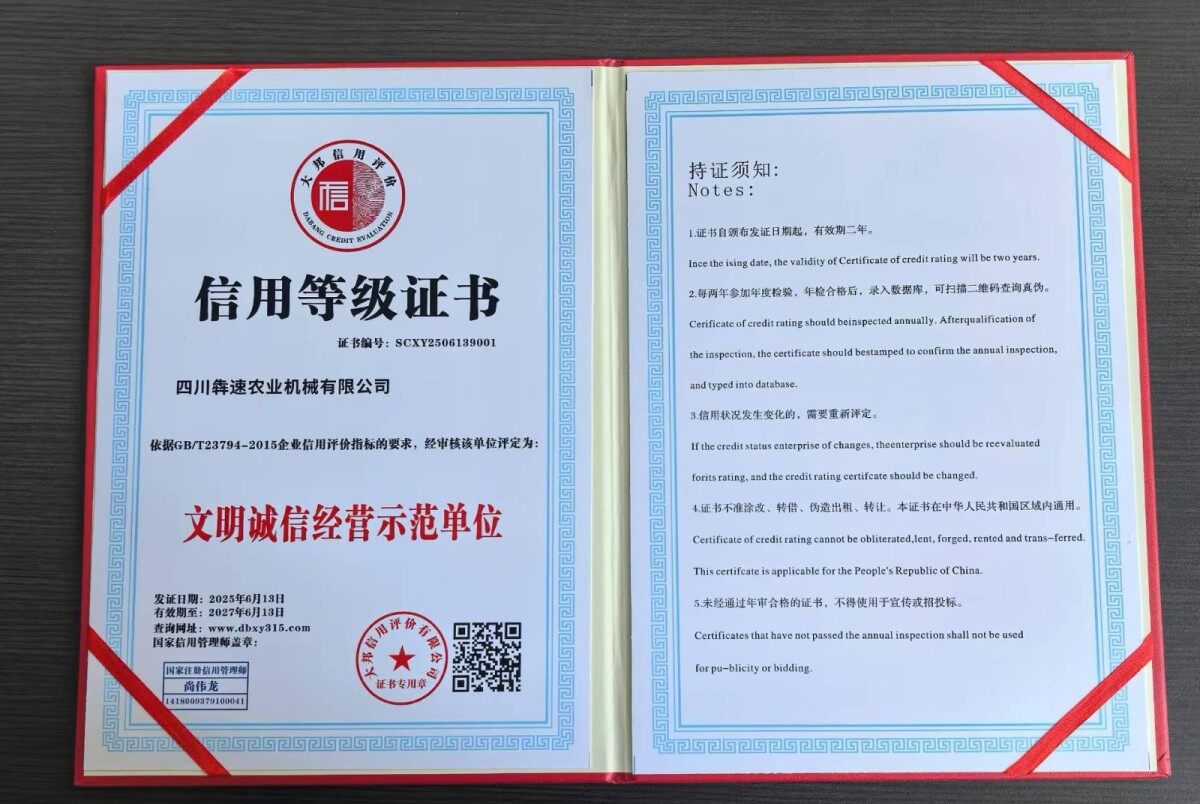 大邦信用评价
信
DABANG CREDIT EVALUATION
信用等级证书
证书编号：SCXY2506139001
四川犇速农业机械有限公司
依据GB/T23794-2015企业信用评价指标的要求，经审核该单位评定为：
文明诚信经营示范单位
发证日期：2025年6月13日
有效期至：2027年6月13日
查询网址：www.dbxy315.com
国家信用管理师盖章：
国家注册信用管理师
尚伟龙
1418009379100041
大邦信用评价有限公司
证书专用章
持证须知：
Notes：
1.证书自颁布发证日期起，有效期二年。
Ince the ising date, the validity of Certificate of credit rating will be two years.
2.每两年参加年度检验，年检合格后，录入数据库，可扫描二维码查询真伪。
Cerificate of credit rating should beinspected annually. Afterqualification of
the inspection, the certificate should bestamped to confirm the annual inspection,
and typed into database.
3.信用状况发生变化的，需要重新评定。
If the credit status enterprise of changes, theenterprise should be reevaluated
forits rating, and the credit rating certifcate should be changed.
4.证书不准涂改、转借、伪造出租、转让。本证书在中华人民共和国区域内通用。
Certificate of credit rating cannot be obliterated,lent, forged, rented and trans-ferred.
This certifcate is applicable for the People's Republic of China.
5.未经通过年审合格的证书，不得使用于宣传或招投标。
Certificates that have not passed the annual inspection shall not be used
for pu-blicity or bidding.